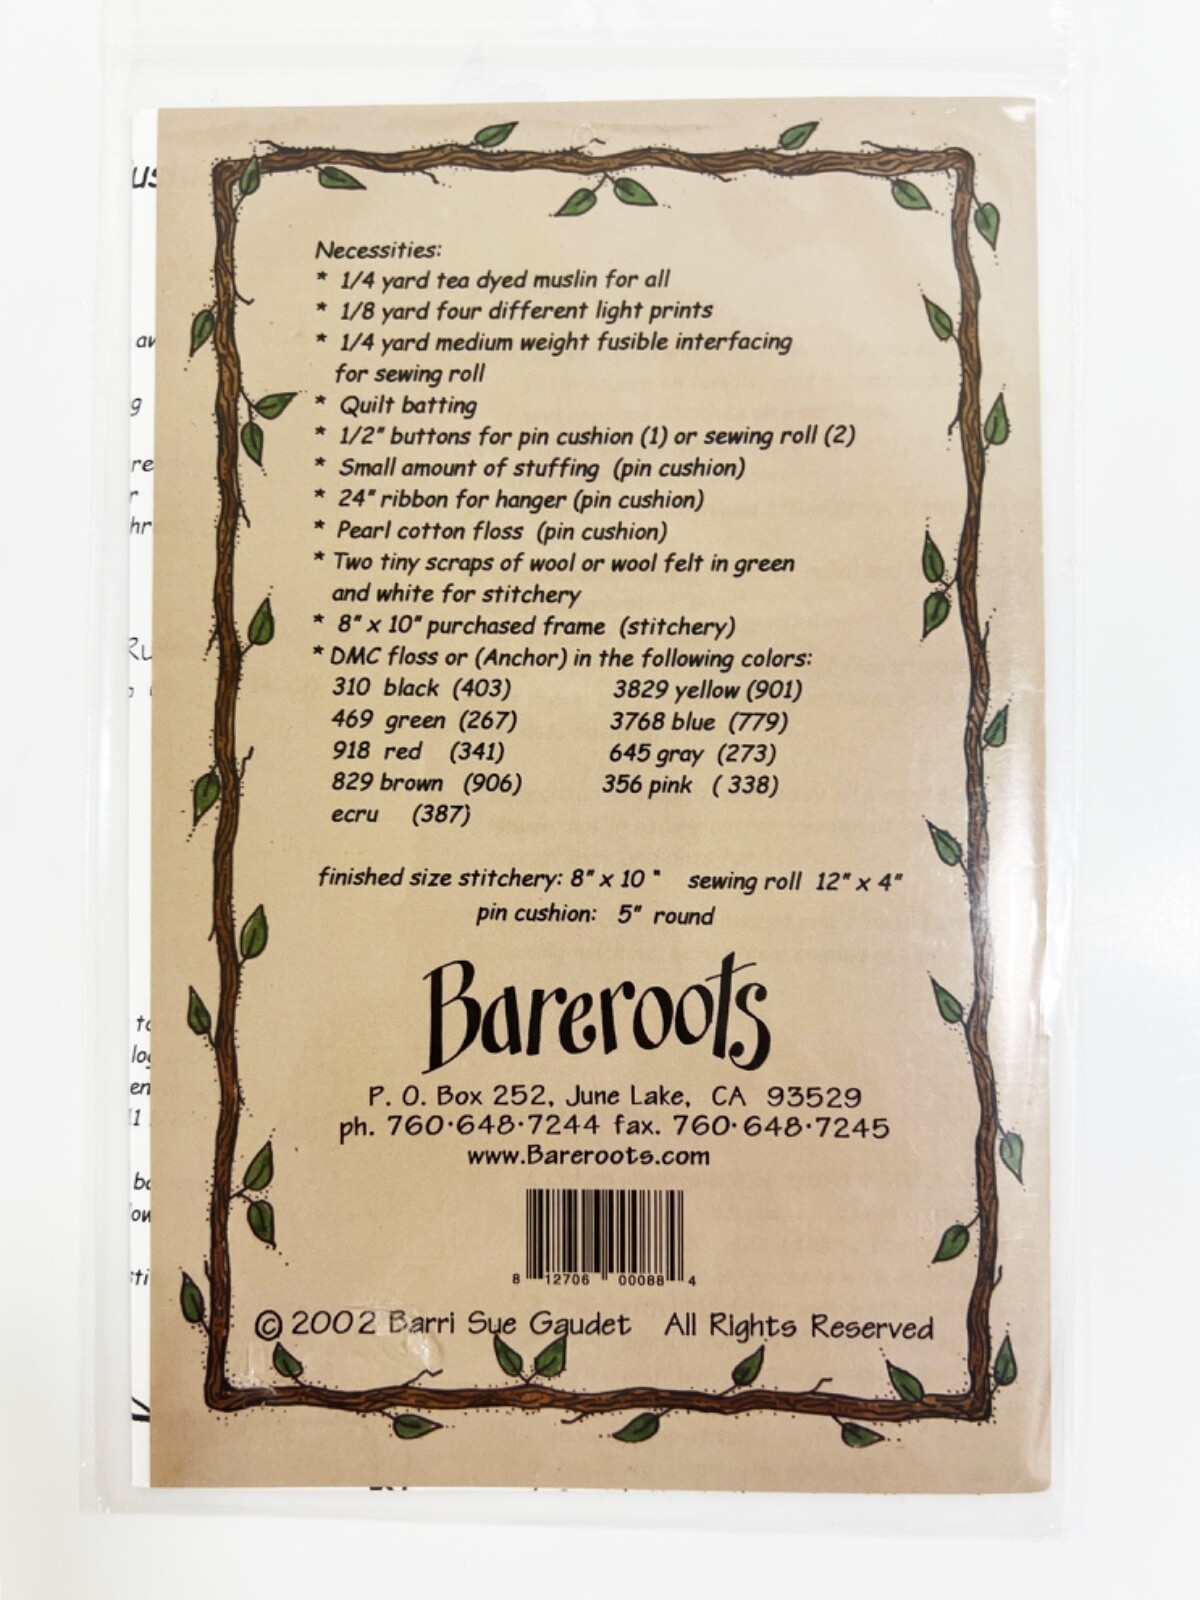 Necessities:
* 1/4 yard tea dyed muslin for all
* 1/8 yard four different light prints
* 1/4 yard medium weight fusible interfacing
for sewing roll
* Quilt batting
* 1/2" buttons for pin cushion (1) or sewing roll (2)
* Small amount of stuffing (pin cushion)
* 24" ribbon for hanger (pin cushion)
* Pearl cotton floss (pin cushion)
* Two tiny scraps of wool or wool felt in green
and white for stitchery
* 8" x 10" purchased frame (stitchery)
* DMC floss or (Anchor) in the following colors:
310 black (403) 3829 yellow (901)
469 green (267) 3768 blue (779)
918 red (341) 645 gray (273)
829 brown (906) 356 pink ( 338)
ecru (387)
finished size stitchery: 8" x 10 " sewing roll 12" x 4"
pin cushion: 5" round
Bareroots
P. O. Box 252, June Lake, CA 93529
ph. 760·648·7244 fax. 760·648·7245
www.Bareroots.com
8 12706 00088 4
© 2002 Barri Sue Gaudet All Rights Reserved